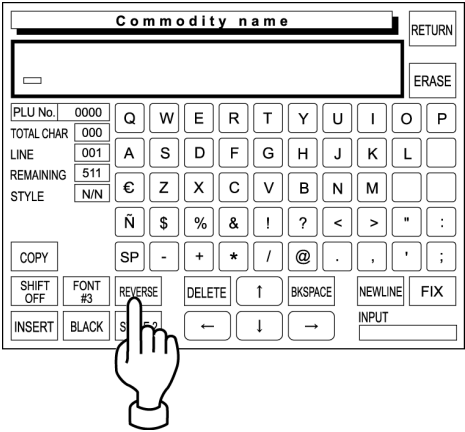 Commodity name
RETURN
ERASE
PLU No. 0000
TOTAL CHAR 000
LINE 001
REMAINING 511
STYLE N/N
Q W E R T Y U I O P
A S D F G H J K L
€ Z X C V B N M
Ñ $ % & ! ? < > " :
COPY SP - + * / @ . , ' ;
SHIFT OFF FONT #3 REVERSE DELETE ↑ BKSPACE NEWLINE FIX
INSERT BLACK ← ↓ → INPUT